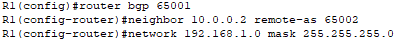 R1(config)#router bgp 65001
R1(config-router)#neighbor 10.0.0.2 remote-as 65002
R1(config-router)#network 192.168.1.0 mask 255.255.255.0